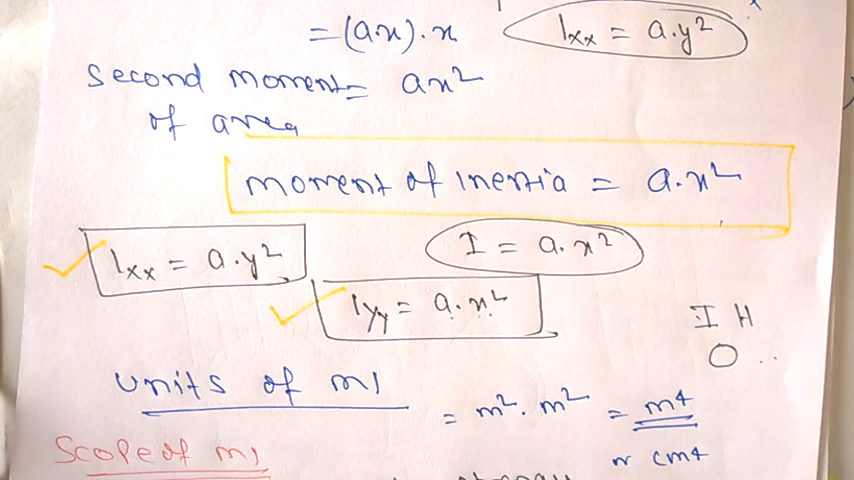 = (a.x).x   Ixx = a.y²
Second moment = ax²
of area
moment of inertia = a.x²
Ixx = a.y²   I = a.x²
Iyy = a.x²
I H
O ..
units of MI = m². m² = m⁴
Scope of MI   or cm⁴